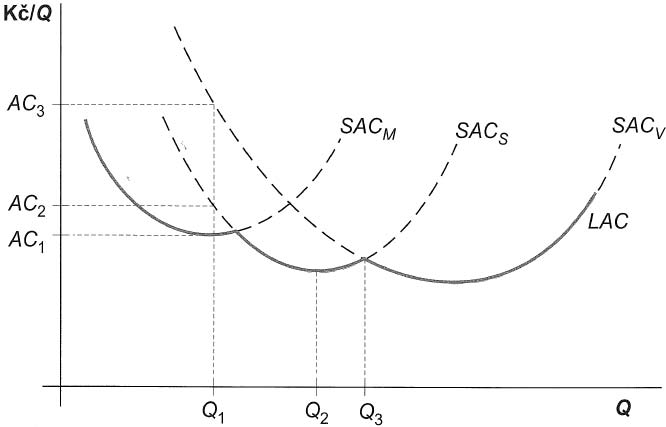 Kč/Q
AC3
SACM
SACS
SACV
AC2
LAC
AC1
Q1
Q2
Q3
Q